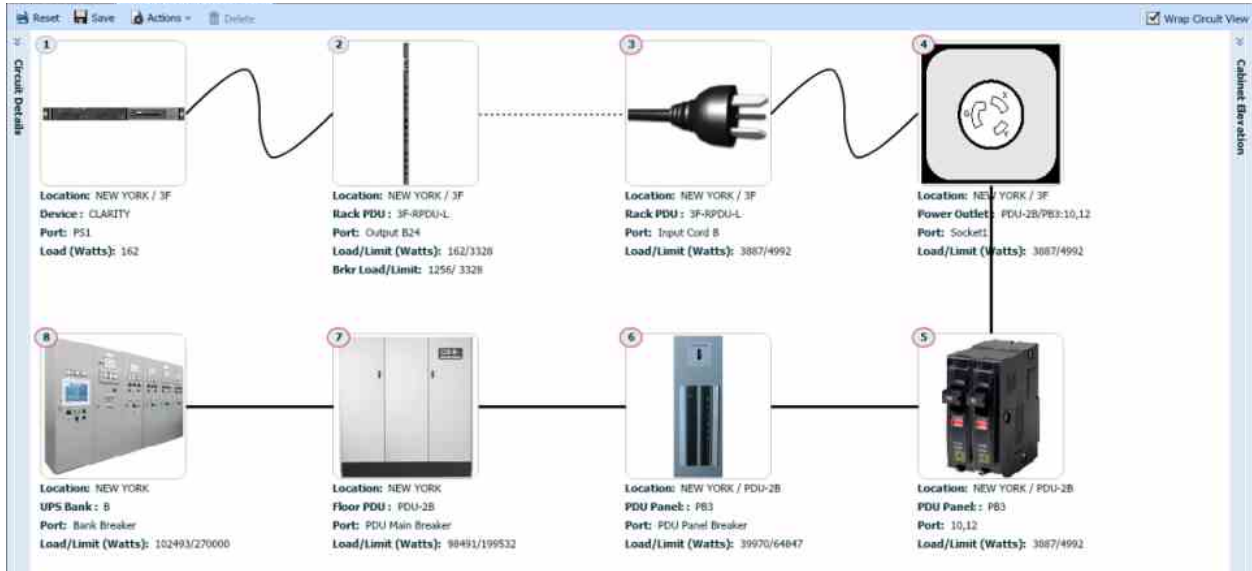 Reset Save Actions Delete Wrap Circuit View
Circuit Details
Cabinet Elevation
1
Location: NEW YORK / 3F
Device : CLARITY
Port: PS1
Load (Watts): 162
2
Location: NEW YORK / 3F
Rack PDU : 3F-RPDU-L
Port: Output B24
Load/Limit (Watts): 162/3328
Brkr Load/Limit: 1256/ 3328
3
Location: NEW YORK / 3F
Rack PDU : 3F-RPDU-L
Port: Input Cord B
Load/Limit (Watts): 3887/4992
4
Location: NEW YORK / 3F
Power Outlet : PDU-2B/PB3:10,12
Port: Socket1
Load/Limit (Watts): 3887/4992
8
Location: NEW YORK
UPS Bank : B
Port: Bank Breaker
Load/Limit (Watts): 102493/270000
7
Location: NEW YORK
Floor PDU : PDU-2B
Port: PDU Main Breaker
Load/Limit (Watts): 98491/199532
6
Location: NEW YORK / PDU-2B
PDU Panel: : PB3
Port: PDU Panel Breaker
Load/Limit (Watts): 39970/64847
5
Location: NEW YORK / PDU-2B
PDU Panel: : PB3
Port: 10,12
Load/Limit (Watts): 3887/4992